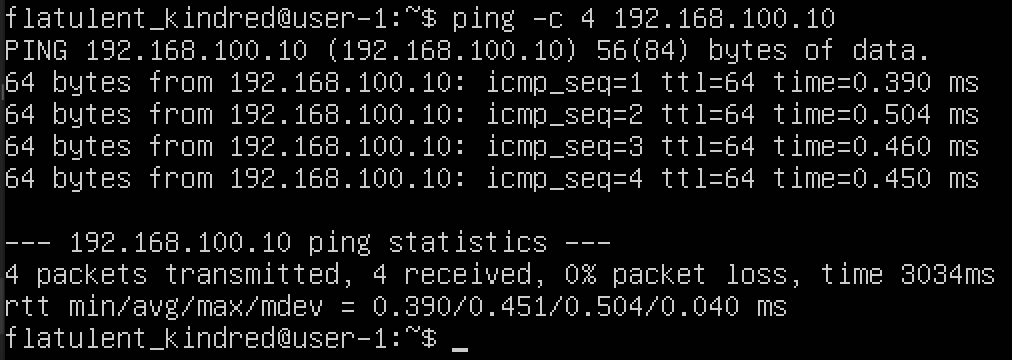 flatulent_kindred@user-1:~$ ping -c 4 192.168.100.10
PING 192.168.100.10 (192.168.100.10) 56(84) bytes of data.
64 bytes from 192.168.100.10: icmp_seq=1 ttl=64 time=0.390 ms
64 bytes from 192.168.100.10: icmp_seq=2 ttl=64 time=0.504 ms
64 bytes from 192.168.100.10: icmp_seq=3 ttl=64 time=0.460 ms
64 bytes from 192.168.100.10: icmp_seq=4 ttl=64 time=0.450 ms

--- 192.168.100.10 ping statistics ---
4 packets transmitted, 4 received, 0% packet loss, time 3034ms
rtt min/avg/max/mdev = 0.390/0.451/0.504/0.040 ms
flatulent_kindred@user-1:~$ _